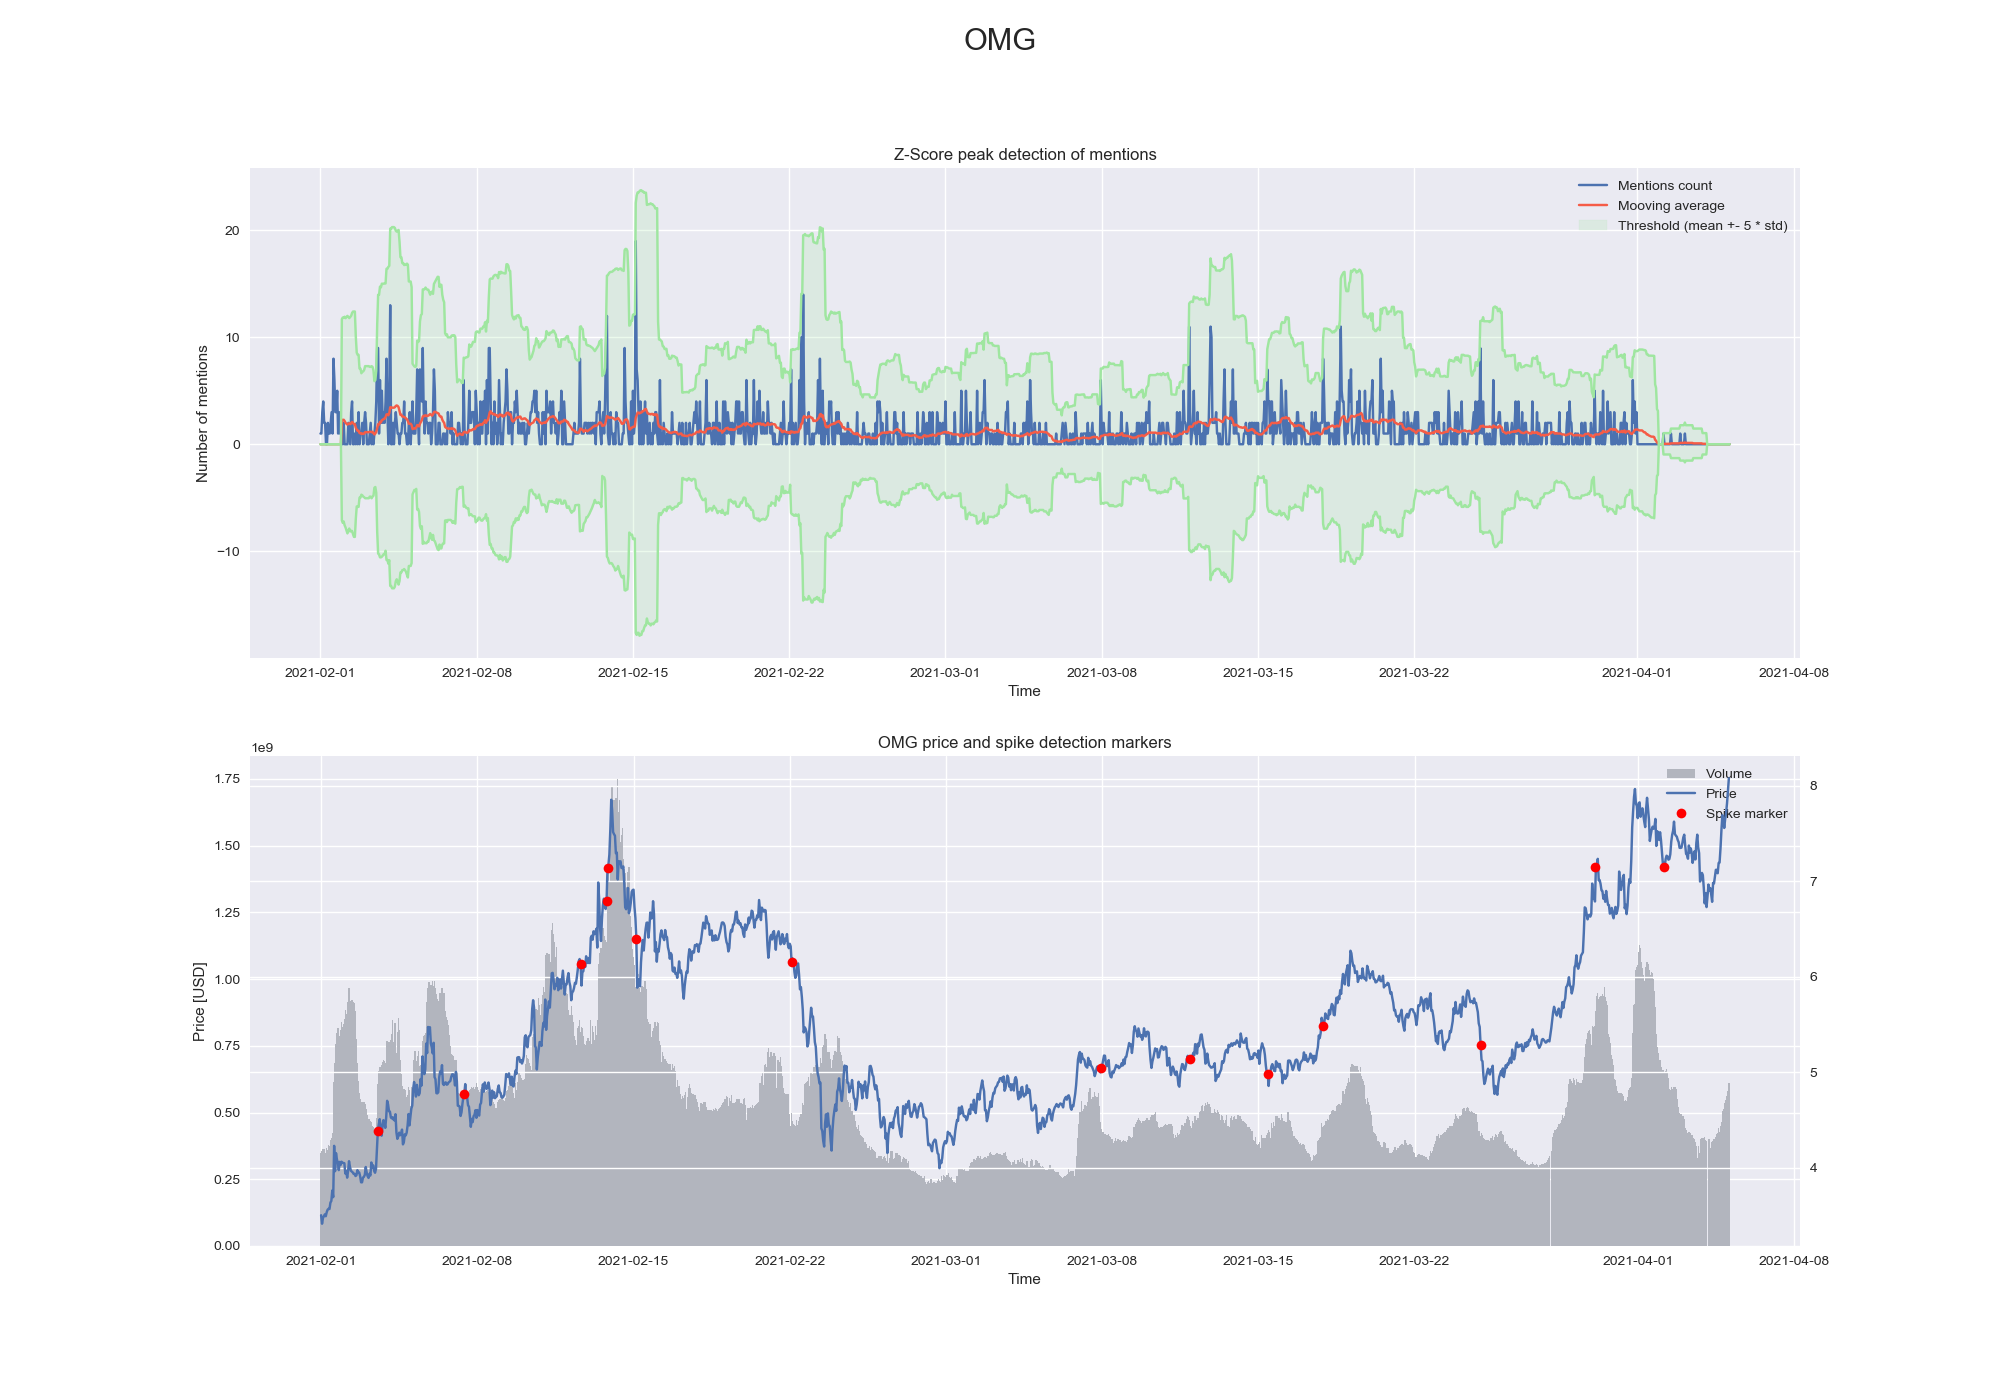 OMG
Z-Score peak detection of mentions
Mentions count
Mooving average
Threshold (mean +- 5 * std)
Number of mentions
20
10
0
−10
2021-02-01 2021-02-08 2021-02-15 2021-02-22 2021-03-01 2021-03-08 2021-03-15 2021-03-22 2021-04-01 2021-04-08
Time
OMG price and spike detection markers
1e9
Volume
Price
Spike marker
Price [USD]
1.75
1.50
1.25
1.00
0.75
0.50
0.25
0.00
8
7
6
5
4
2021-02-01 2021-02-08 2021-02-15 2021-02-22 2021-03-01 2021-03-08 2021-03-15 2021-03-22 2021-04-01 2021-04-08
Time